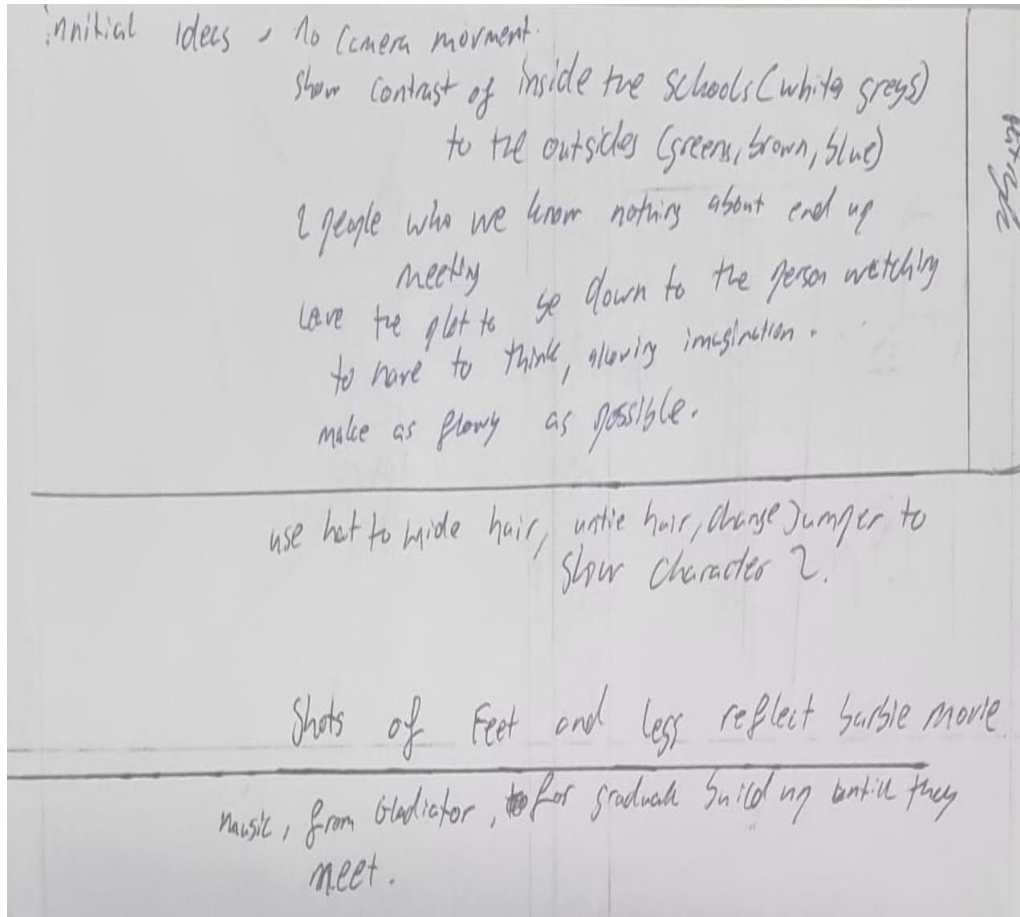 innitial ideas, no camera movment.
show contrast of inside the schools (white greys)
to the outsides (greens, brown, blue)
2 people who we know nothing about end up
meeting
Leave the plot to be down to the person watching
to have to think, allowing imagination.
make as flowy as possible.
use hat to hide hair, untie hair, change Jumper to
show character 2.
Shots of Feet and legs reflect barbie movie
music, from Gladiator, for graduall build up untill they
meet.